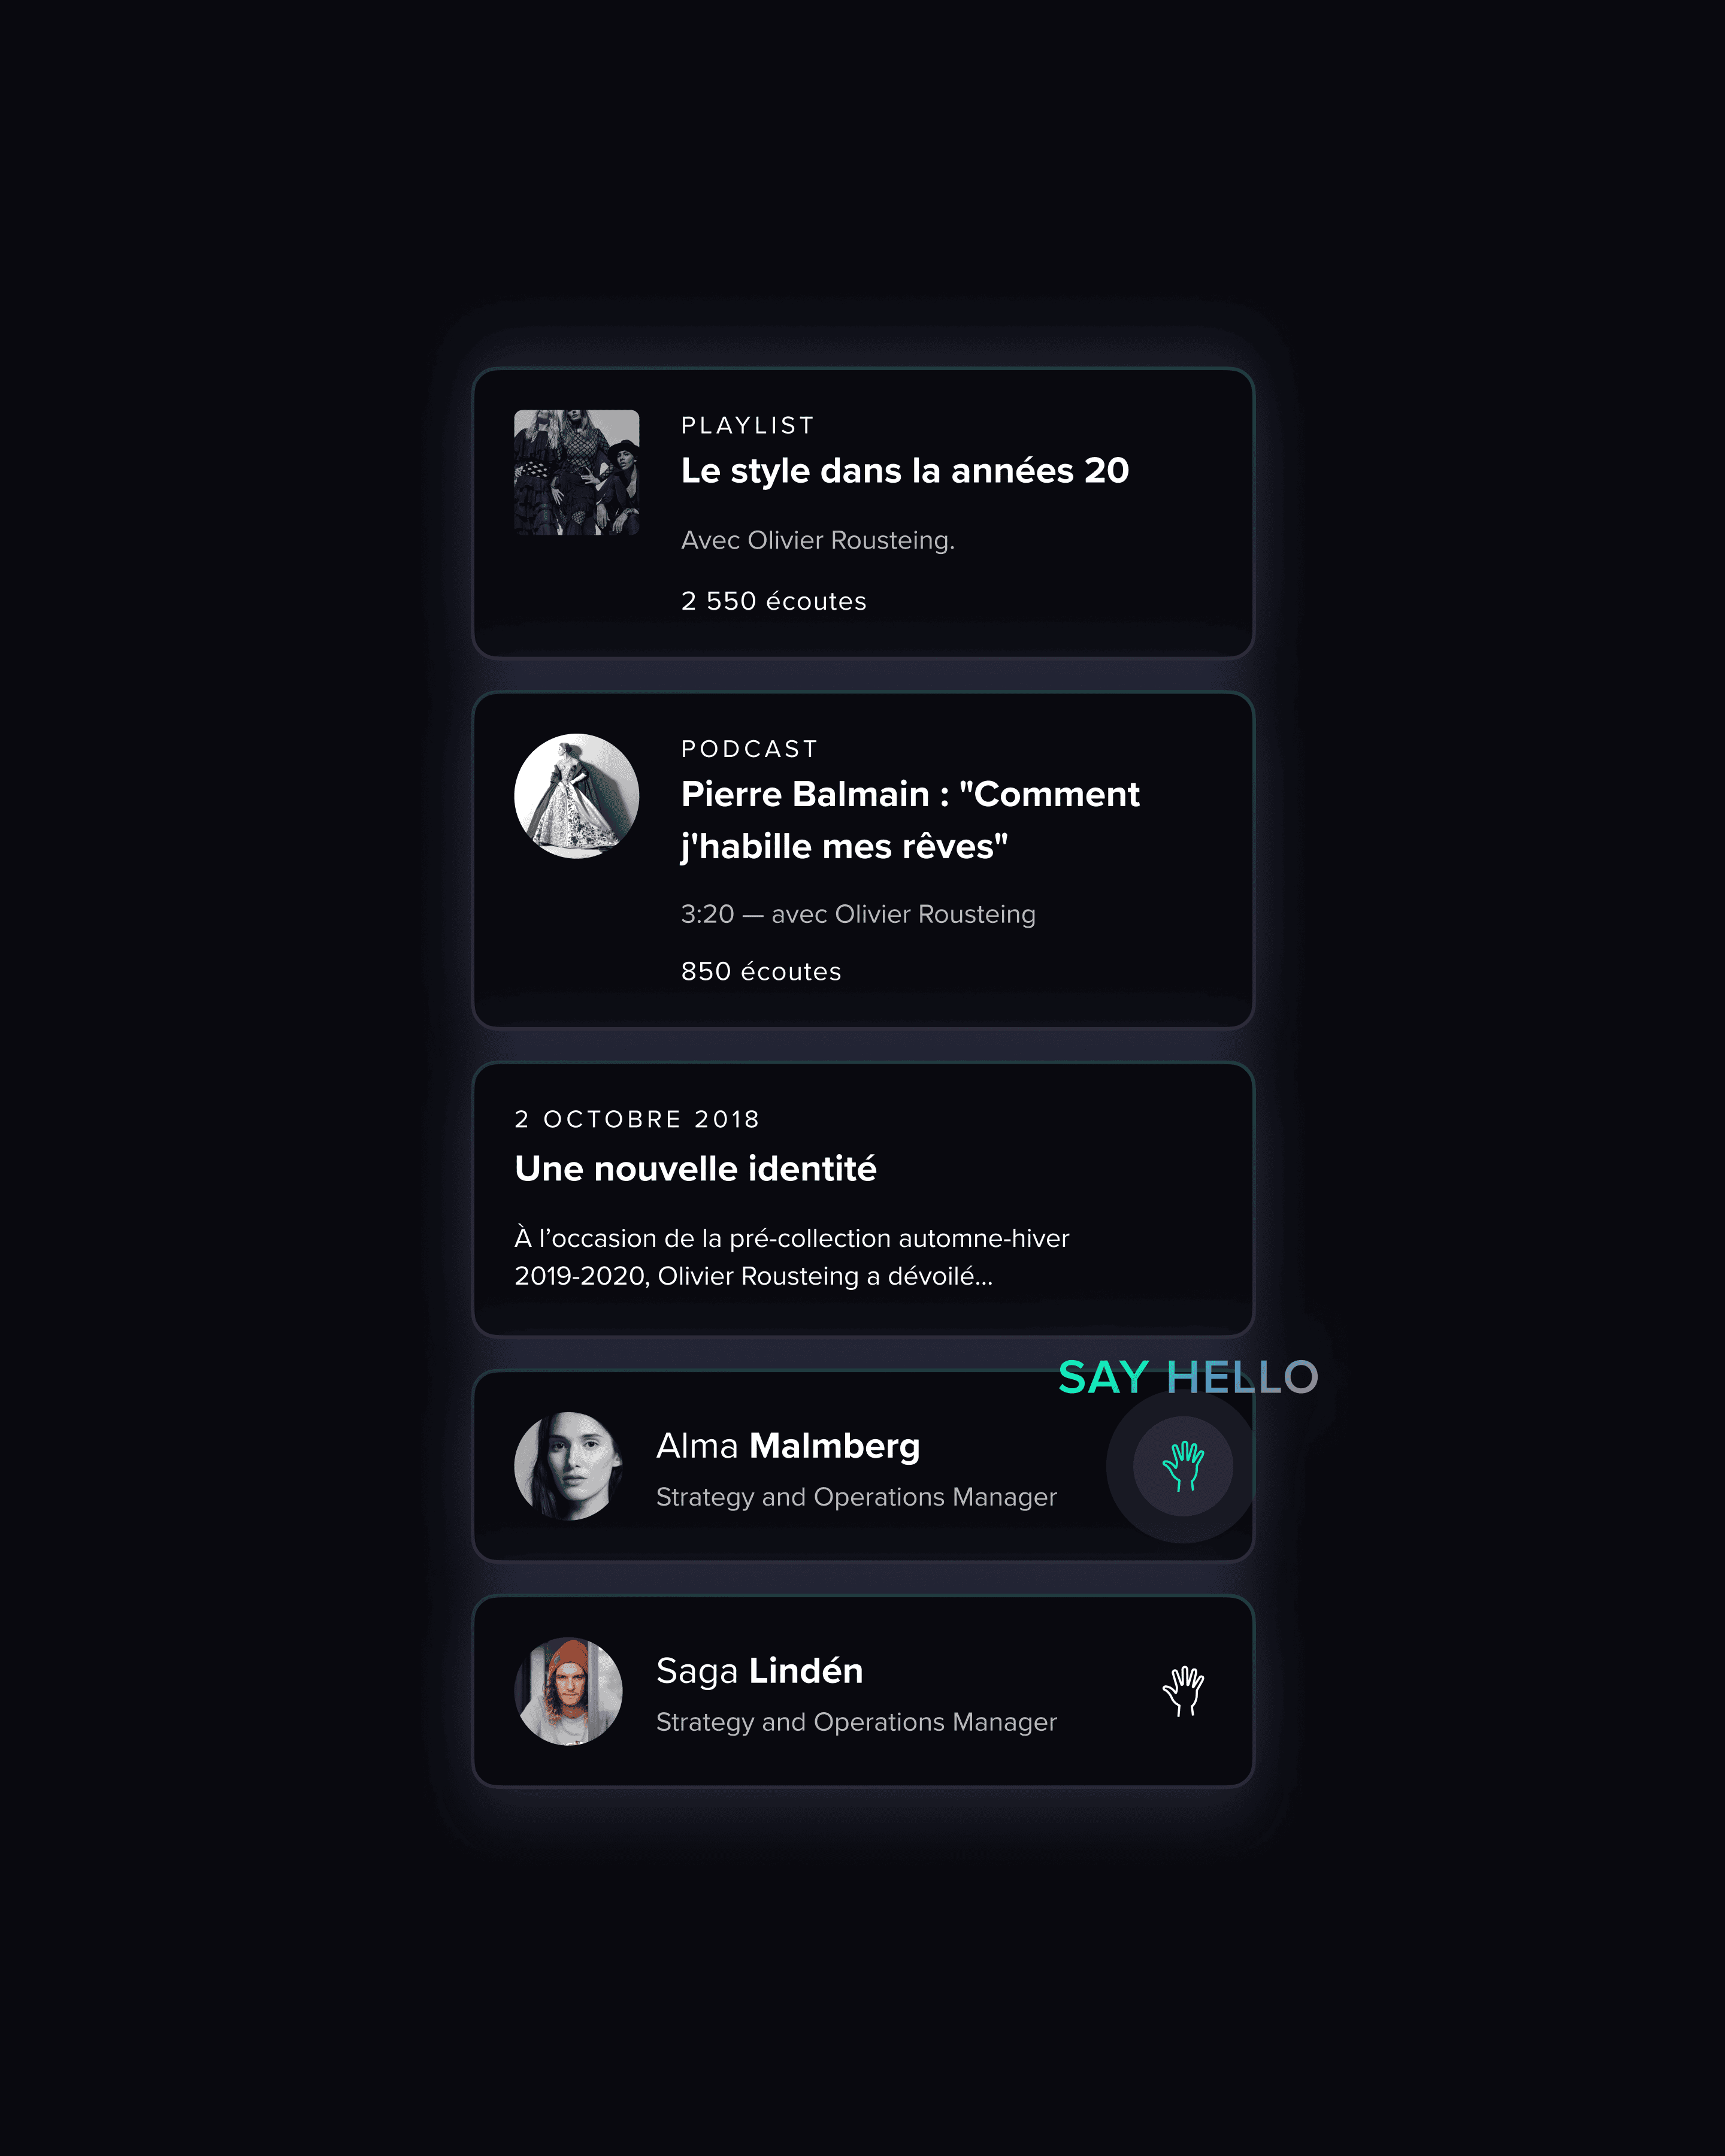 PLAYLIST
Le style dans la années 20
Avec Olivier Rousteing.
2 550 écoutes
PODCAST
Pierre Balmain : "Comment
j'habille mes rêves"
3:20 — avec Olivier Rousteing
850 écoutes
2 OCTOBRE 2018
Une nouvelle identité
À l’occasion de la pré-collection automne-hiver
2019-2020, Olivier Rousteing a dévoilé...
SAY HELLO
Alma Malmberg
Strategy and Operations Manager
Saga Lindén
Strategy and Operations Manager